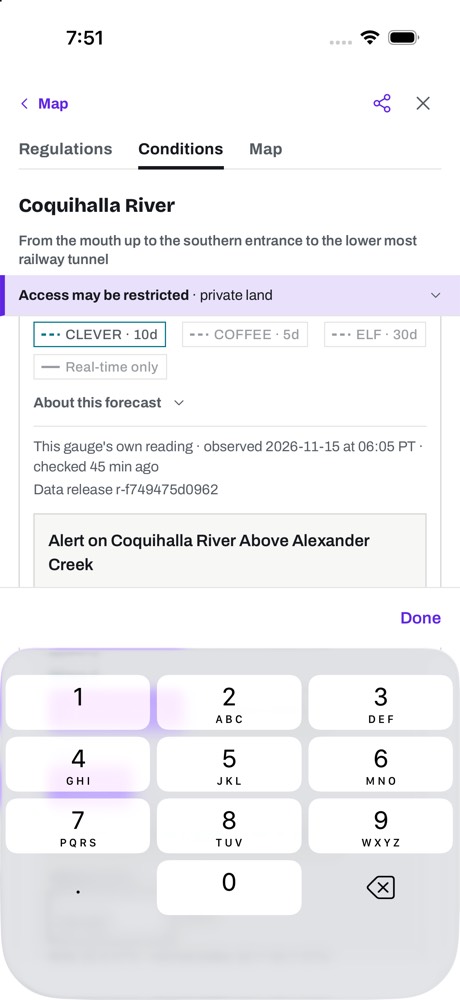 7:51
Map
Regulations Conditions Map
Coquihalla River
From the mouth up to the southern entrance to the lower most
railway tunnel
Access may be restricted · private land
CLEVER · 10d COFFEE · 5d ELF · 30d
Real-time only
About this forecast
This gauge's own reading · observed 2026-11-15 at 06:05 PT ·
checked 45 min ago
Data release r-f749475d0962
Alert on Coquihalla River Above Alexander
Creek
Done
1 2 3
ABC DEF
4 5 6
GHI JKL MNO
7 8 9
PQRS TUV WXYZ
. 0